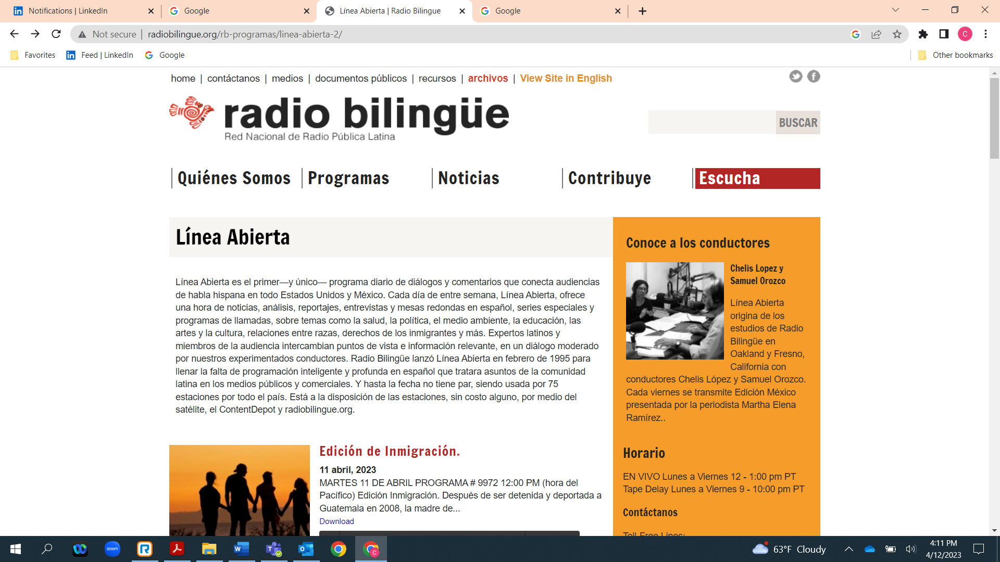 Notifications | LinkedIn
Google
Línea Abierta | Radio Bilingue
Google
Not secure | radiobilingue.org/rb-programas/linea-abierta-2/
C
Favorites
Feed | LinkedIn
Google
Other bookmarks
home | contáctanos | medios | documentos públicos | recursos | archivos | View Site in English
radio bilingüe
Red Nacional de Radio Pública Latina
BUSCAR
Quiénes Somos
Programas
Noticias
Contribuye
Escucha
Línea Abierta
Línea Abierta es el primer—y único— programa diario de diálogos y comentarios que conecta audiencias
de habla hispana en todo Estados Unidos y México. Cada día de entre semana, Línea Abierta, ofrece
una hora de noticias, análisis, reportajes, entrevistas y mesas redondas en español, series especiales y
programas de llamadas, sobre temas como la salud, la política, el medio ambiente, la educación, las
artes y la cultura, relaciones entre razas, derechos de los inmigrantes y más. Expertos latinos y
miembros de la audiencia intercambian puntos de vista e información relevante, en un diálogo moderado
por nuestros experimentados conductores. Radio Bilingüe lanzó Línea Abierta en febrero de 1995 para
llenar la falta de programación inteligente y profunda en español que tratara asuntos de la comunidad
latina en los medios públicos y comerciales. Y hasta la fecha no tiene par, siendo usada por 75
estaciones por todo el país. Está a la disposición de las estaciones, sin costo alguno, por medio del
satélite, el ContentDepot y radiobilingue.org.
Edición de Inmigración.
11 abril, 2023
MARTES 11 DE ABRIL PROGRAMA # 9972 12:00 PM (hora del
Pacífico) Edición Inmigración. Después de ser detenida y deportada a
Guatemala en 2008, la madre de...
Download
Conoce a los conductores
Chelis Lopez y
Samuel Orozco
Línea Abierta
origina de los
estudios de Radio
Bilingüe en
Oakland y Fresno,
California con
conductores Chelis López y Samuel Orozco.
Cada viernes se transmite Edición México
presentada por la periodista Martha Elena
Ramírez..
Horario
EN VIVO Lunes a Viernes 12 - 1:00 pm PT
Tape Delay Lunes a Viernes 9 - 10:00 pm PT
Contáctanos
Toll-Free Lines:
zoom
63°F Cloudy
4:11 PM
4/12/2023